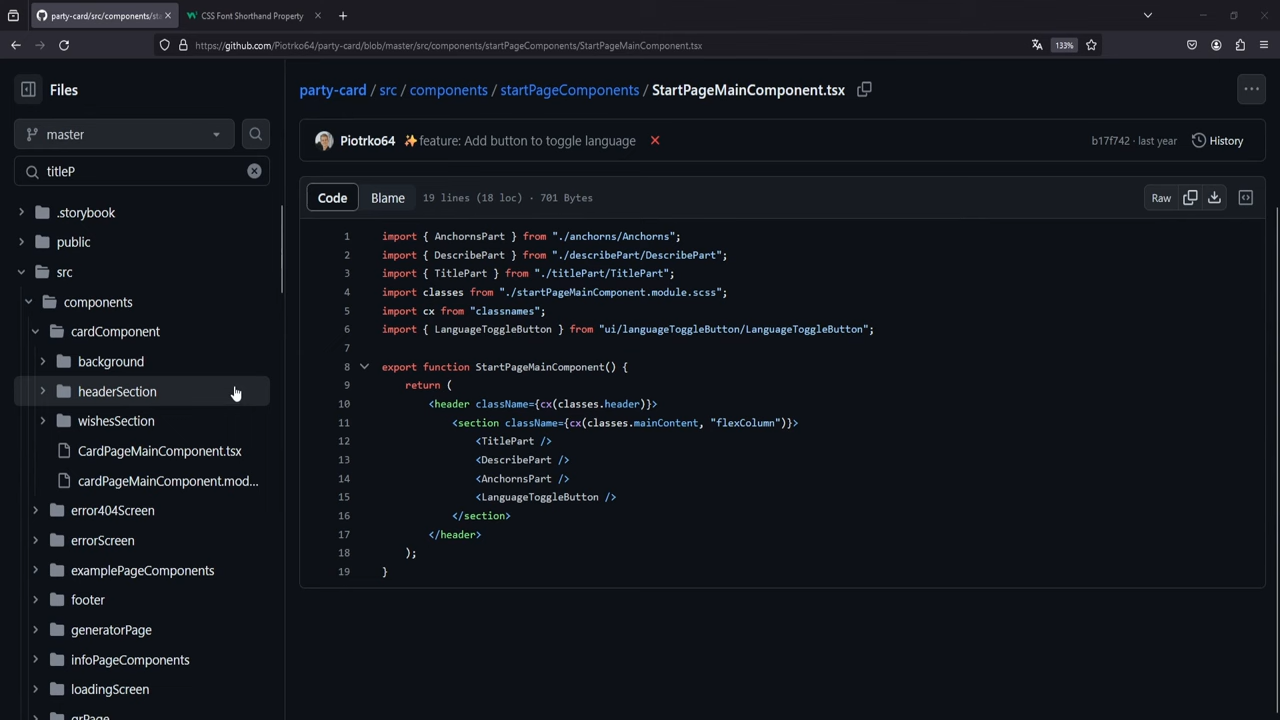 party-card/src/components/sta
CSS Font Shorthand Property
https://github.com/Piotrko64/party-card/blob/master/src/components/startPageComponents/StartPageMainComponent.tsx
133%
Files
master
titleP
.storybook
public
src
components
cardComponent
background
headerSection
wishesSection
CardPageMainComponent.tsx
cardPageMainComponent.mod...
error404Screen
errorScreen
examplePageComponents
footer
generatorPage
infoPageComponents
loadingScreen
qrPage
party-card / src / components / startPageComponents / StartPageMainComponent.tsx
Piotrko64 ✨feature: Add button to toggle language
b17f742 · last year
History
Code
Blame
19 lines (18 loc) · 701 Bytes
Raw
1 import { AnchornsPart } from "./anchorns/Anchorns";
2 import { DescribePart } from "./describePart/DescribePart";
3 import { TitlePart } from "./titlePart/TitlePart";
4 import classes from "./startPageMainComponent.module.scss";
5 import cx from "classnames";
6 import { LanguageToggleButton } from "ui/languageToggleButton/LanguageToggleButton";
7
8 export function StartPageMainComponent() {
9 return (
10 <header className={cx(classes.header)}>
11 <section className={cx(classes.mainContent, "flexColumn")}>
12 <TitlePart />
13 <DescribePart />
14 <AnchornsPart />
15 <LanguageToggleButton />
16 </section>
17 </header>
18 );
19 }